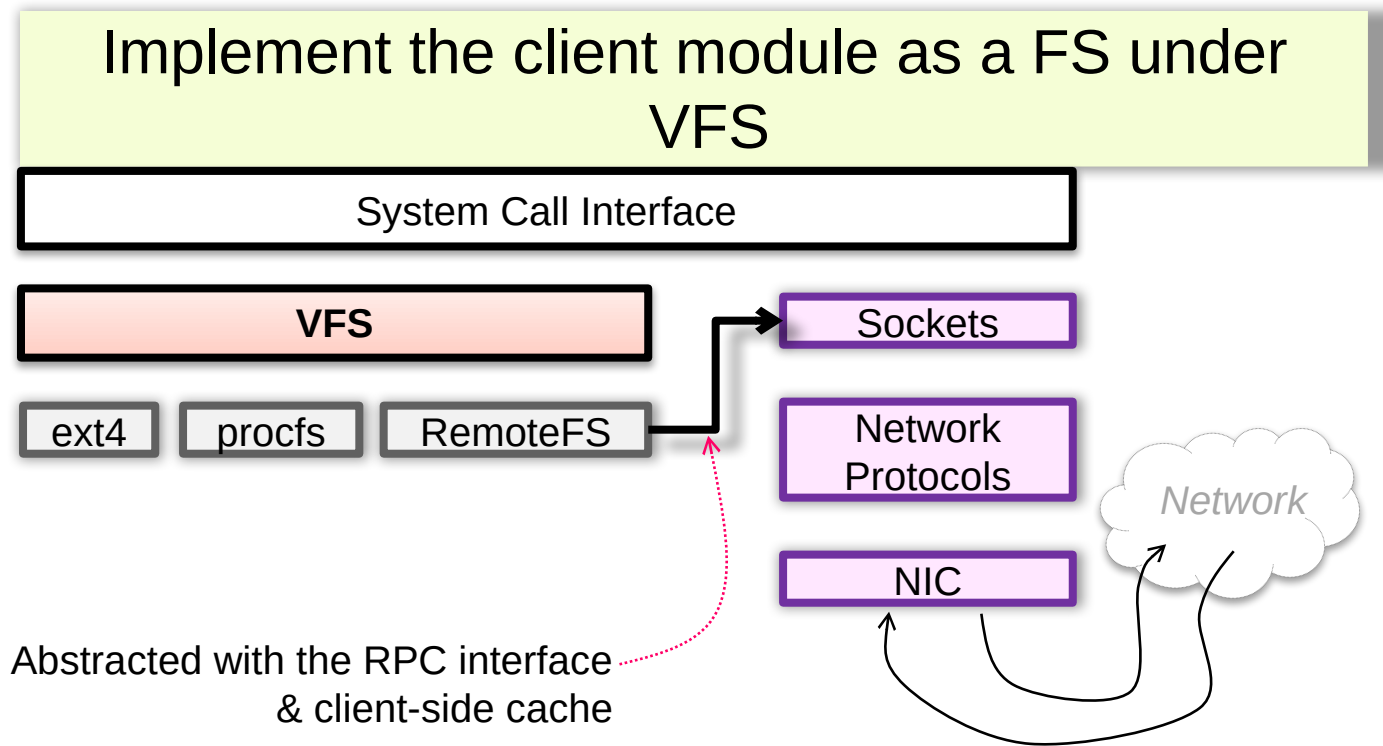 Implement the client module as a FS under
VFS
System Call Interface
VFS
Sockets
ext4
procfs
RemoteFS
Network
Protocols
Network
NIC
Abstracted with the RPC interface
& client-side cache